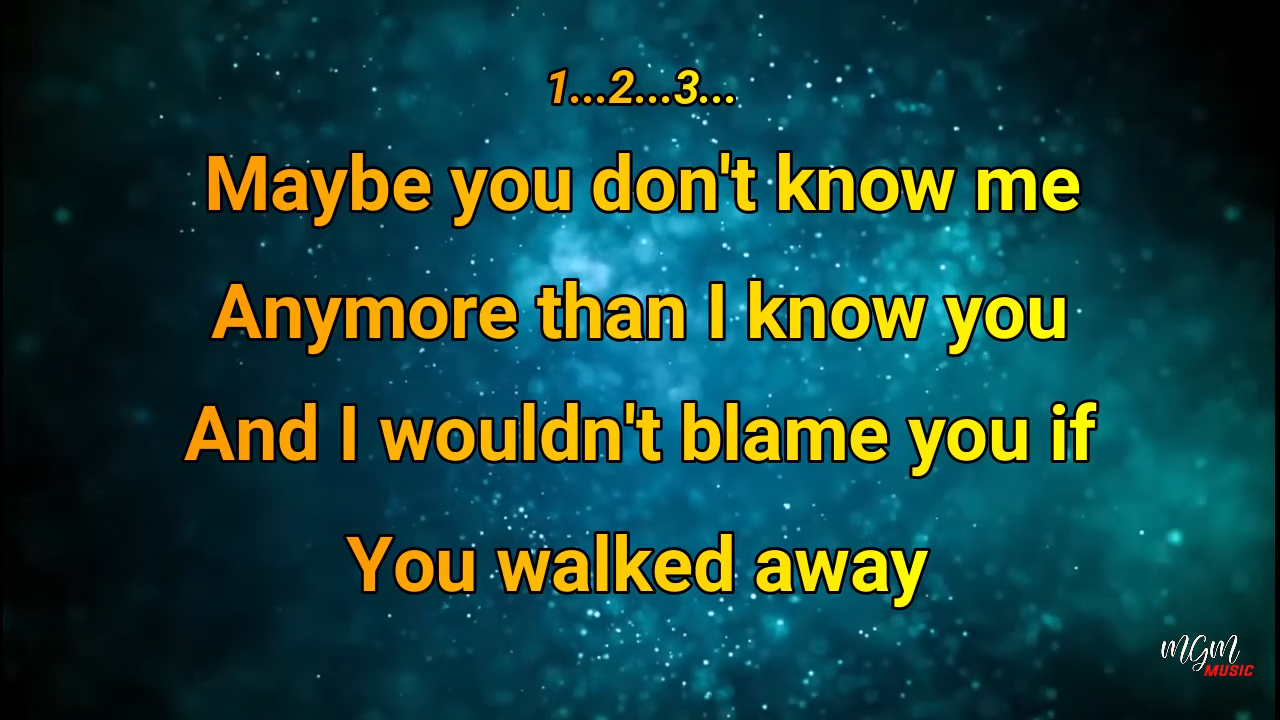 1...2...3...
Maybe you don't know me
Anymore than I know you
And I wouldn't blame you if
You walked away
MGM
MUSIC